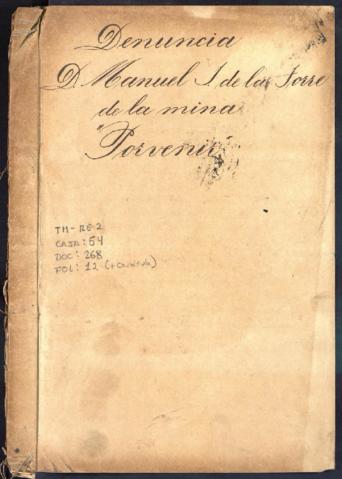 Denuncia
D. Manuel I de la Torre
de la mina
"Porvenir"
TM-RE 2
CAJA: 54
DOC: 268
FOL: 12 (+ carátula)